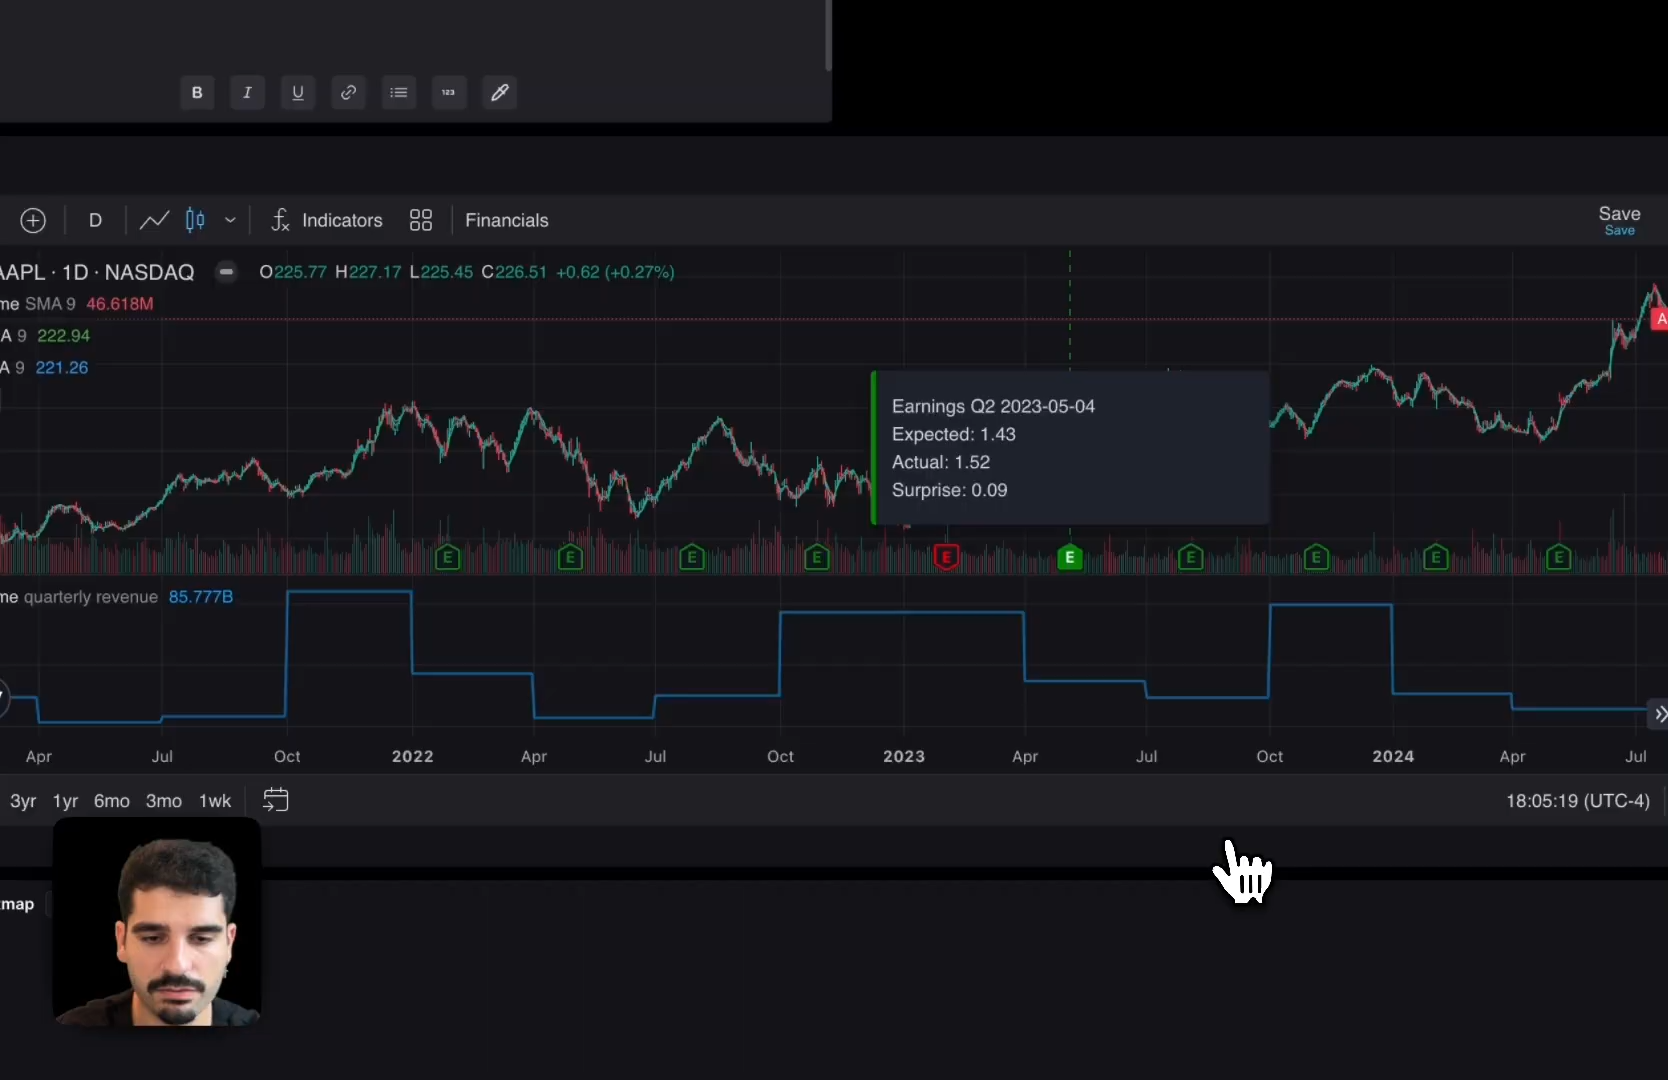 B I U 123
D Indicators Financials Save
Save
AAPL · 1D · NASDAQ O225.77 H227.17 L225.45 C226.51 +0.62 (+0.27%)
me SMA 9 46.618M
A
A 9 222.94
A 9 221.26
Earnings Q2 2023-05-04
Expected: 1.43
Actual: 1.52
Surprise: 0.09
E E E E E E E E E E
me quarterly revenue 85.777B
Apr Jul Oct 2022 Apr Jul Oct 2023 Apr Jul Oct 2024 Apr Jul
3yr 1yr 6mo 3mo 1wk 18:05:19 (UTC-4)
tmap